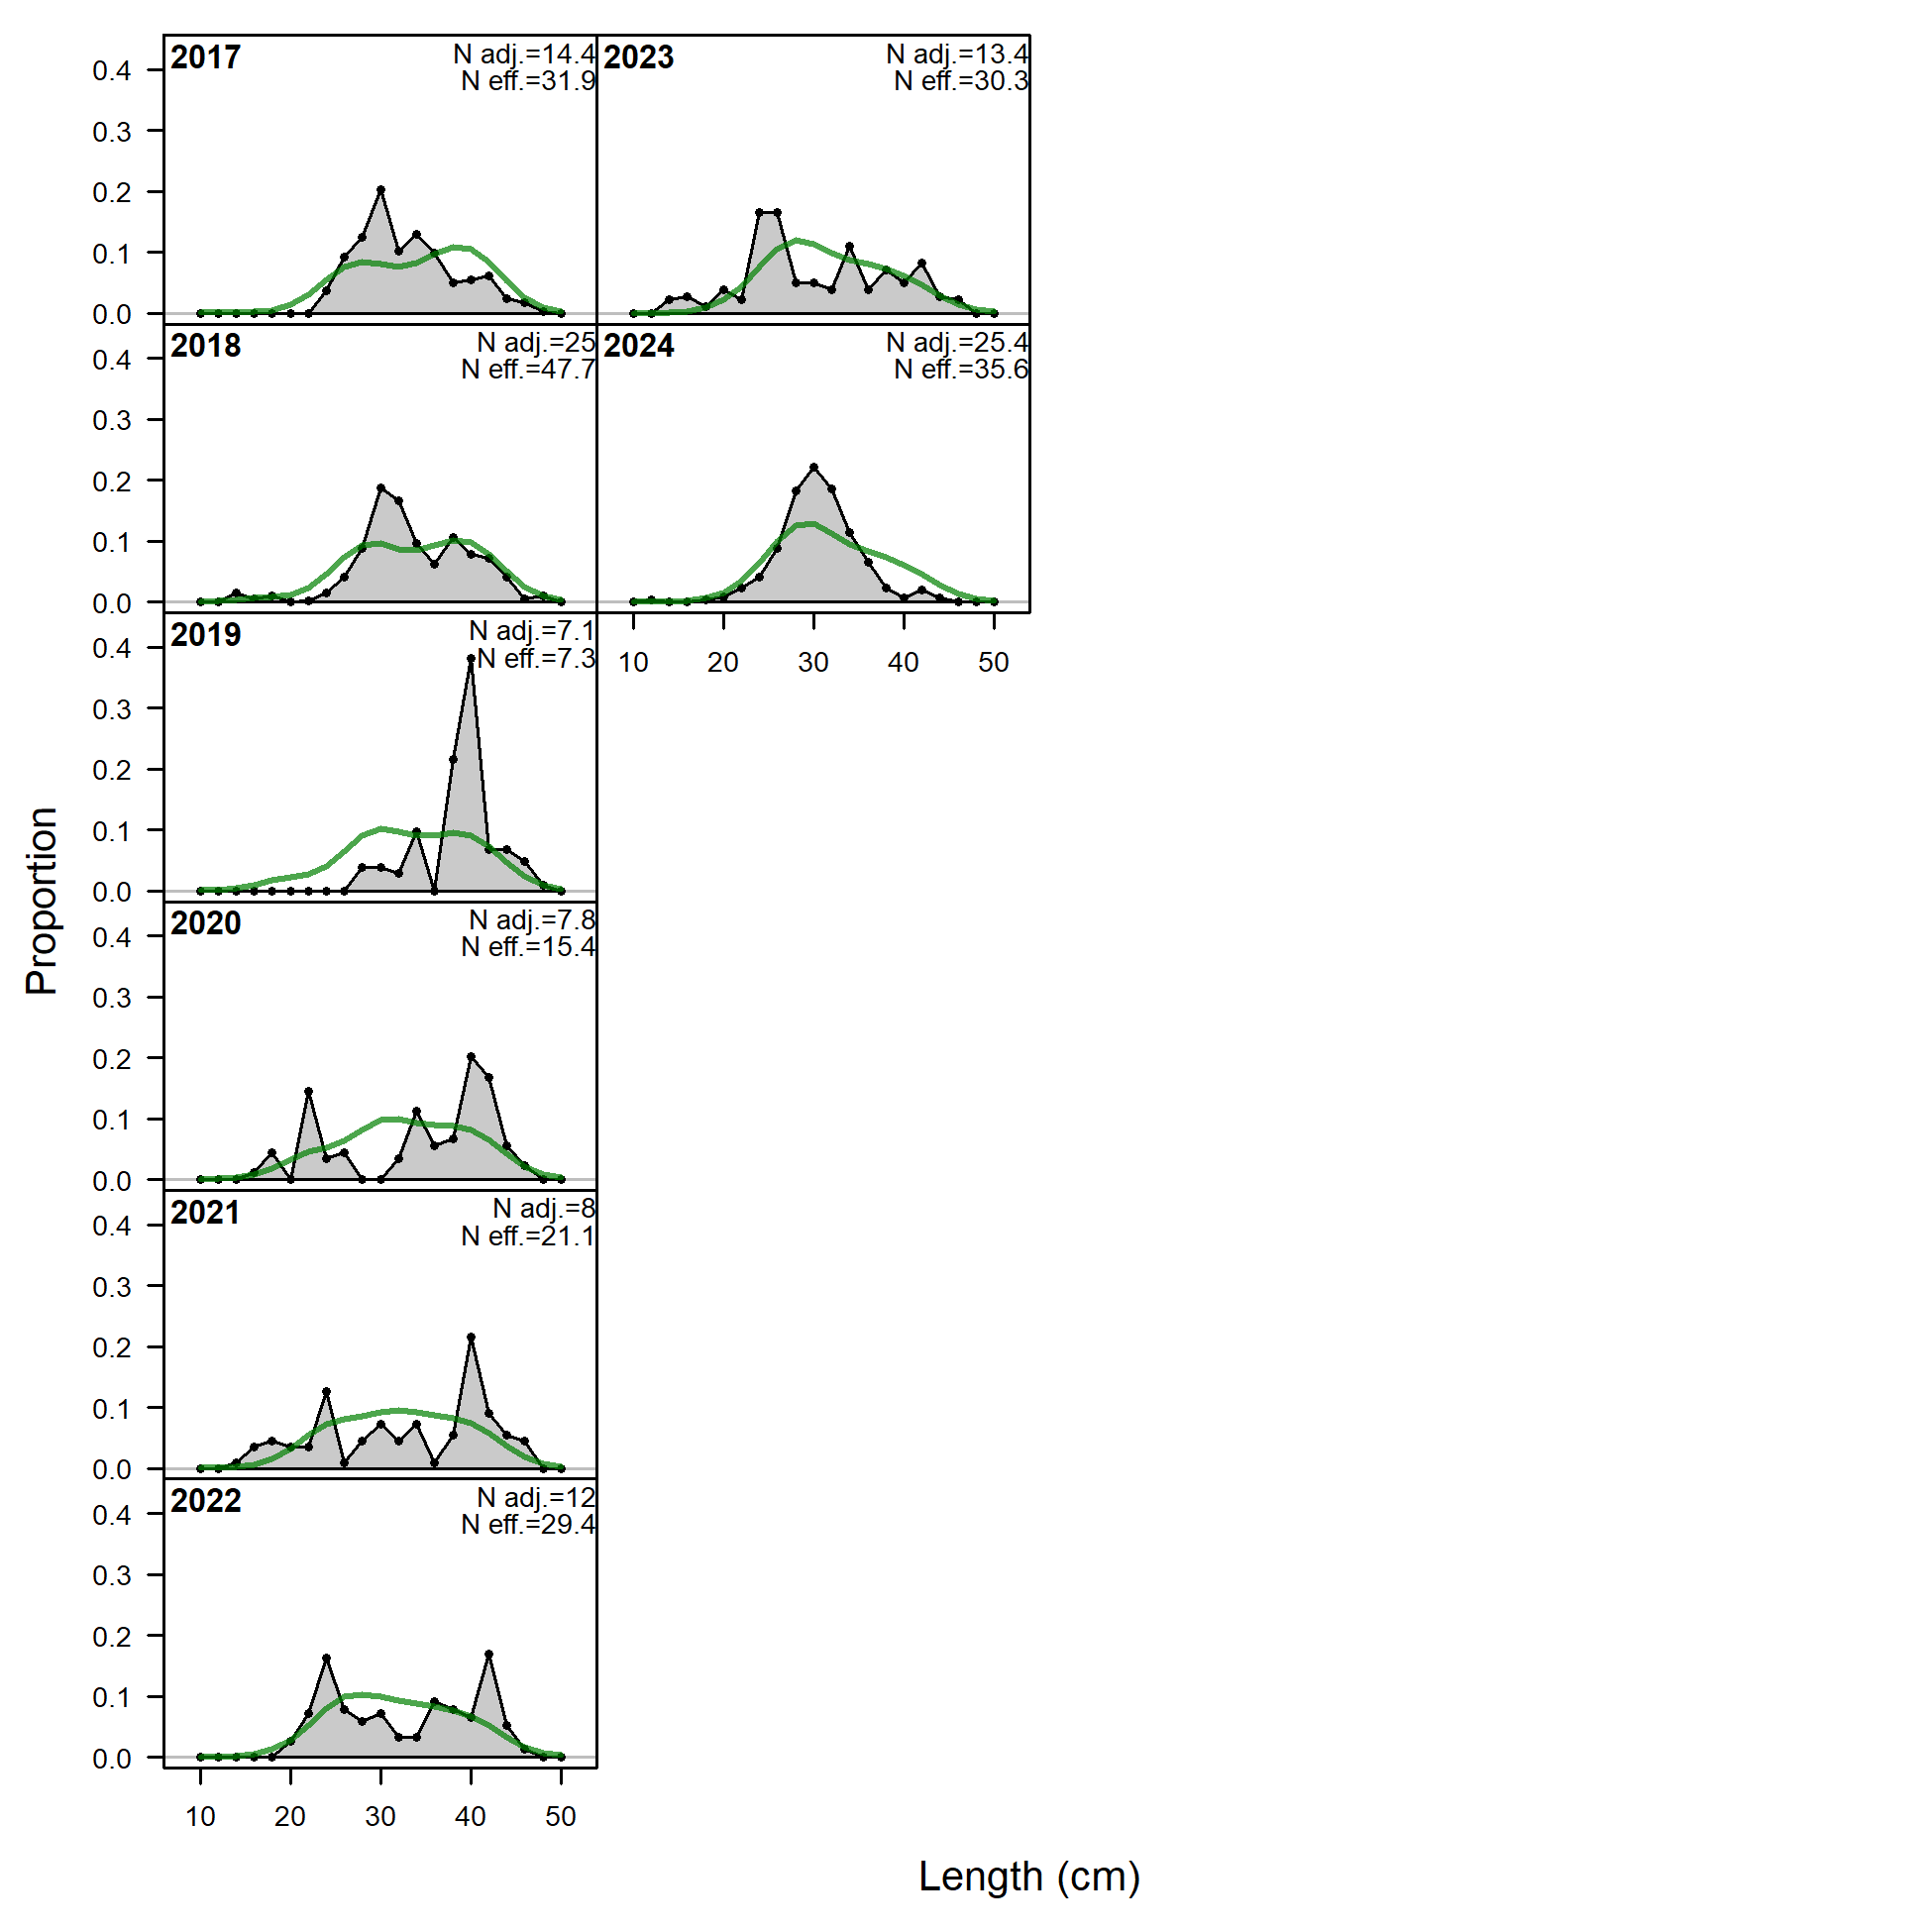 2017
N adj.=14.4
N eff.=31.9
0.4
0.3
0.2
0.1
0.0
2018
N adj.=25
N eff.=47.7
0.4
0.3
0.2
0.1
0.0
2019
N adj.=7.1
N eff.=7.3
0.4
0.3
0.2
0.1
0.0
2020
N adj.=7.8
N eff.=15.4
0.4
0.3
0.2
0.1
0.0
2021
N adj.=8
N eff.=21.1
0.4
0.3
0.2
0.1
0.0
2022
N adj.=12
N eff.=29.4
0.4
0.3
0.2
0.1
0.0
10 20 30 40 50
2023
N adj.=13.4
N eff.=30.3
2024
N adj.=25.4
N eff.=35.6
10 20 30 40 50
Proportion
Length (cm)